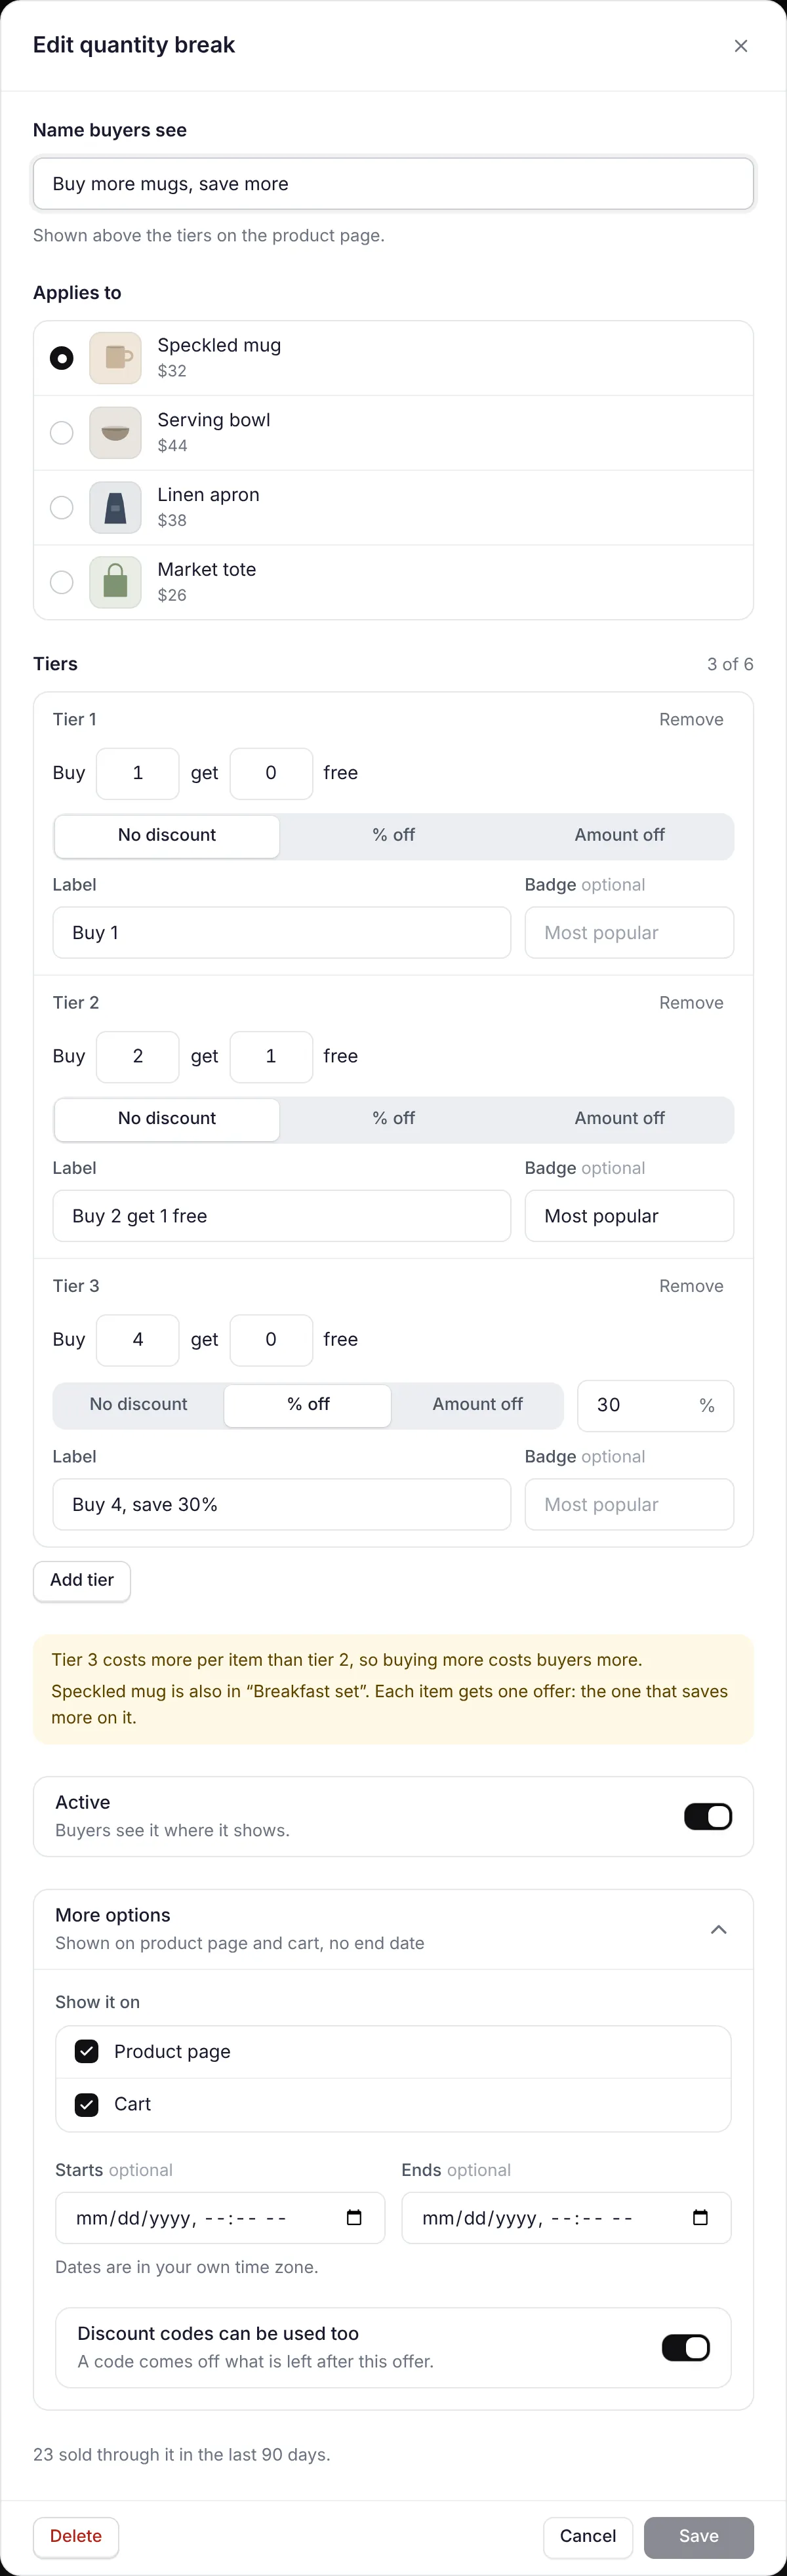 Edit quantity break
Name buyers see
Buy more mugs, save more
Shown above the tiers on the product page.
Applies to
Speckled mug
$32
Serving bowl
$44
Linen apron
$38
Market tote
$26
Tiers 3 of 6
Tier 1 Remove
Buy 1 get 0 free
No discount % off Amount off
Label Badge optional
Buy 1 Most popular
Tier 2 Remove
Buy 2 get 1 free
No discount % off Amount off
Label Badge optional
Buy 2 get 1 free Most popular
Tier 3 Remove
Buy 4 get 0 free
No discount % off Amount off 30 %
Label Badge optional
Buy 4, save 30% Most popular
Add tier
Tier 3 costs more per item than tier 2, so buying more costs buyers more.
Speckled mug is also in “Breakfast set”. Each item gets one offer: the one that saves
more on it.
Active
Buyers see it where it shows.
More options
Shown on product page and cart, no end date
Show it on
Product page
Cart
Starts optional Ends optional
mm/dd/yyyy, --:-- -- mm/dd/yyyy, --:-- --
Dates are in your own time zone.
Discount codes can be used too
A code comes off what is left after this offer.
23 sold through it in the last 90 days.
Delete Cancel Save